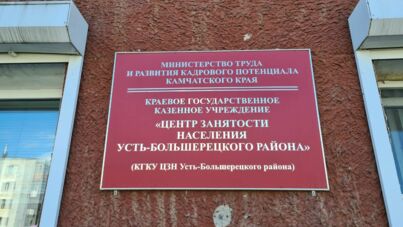 МИНИСТЕРСТВО ТРУДА
И РАЗВИТИЯ КАДРОВОГО ПОТЕНЦИАЛА
КАМЧАТСКОГО КРАЯ
КРАЕВОЕ ГОСУДАРСТВЕННОЕ
КАЗЕННОЕ УЧРЕЖДЕНИЕ
«ЦЕНТР ЗАНЯТОСТИ
НАСЕЛЕНИЯ
УСТЬ-БОЛЬШЕРЕЦКОГО РАЙОНА»
(КГКУ ЦЗН Усть-Большерецкого района)